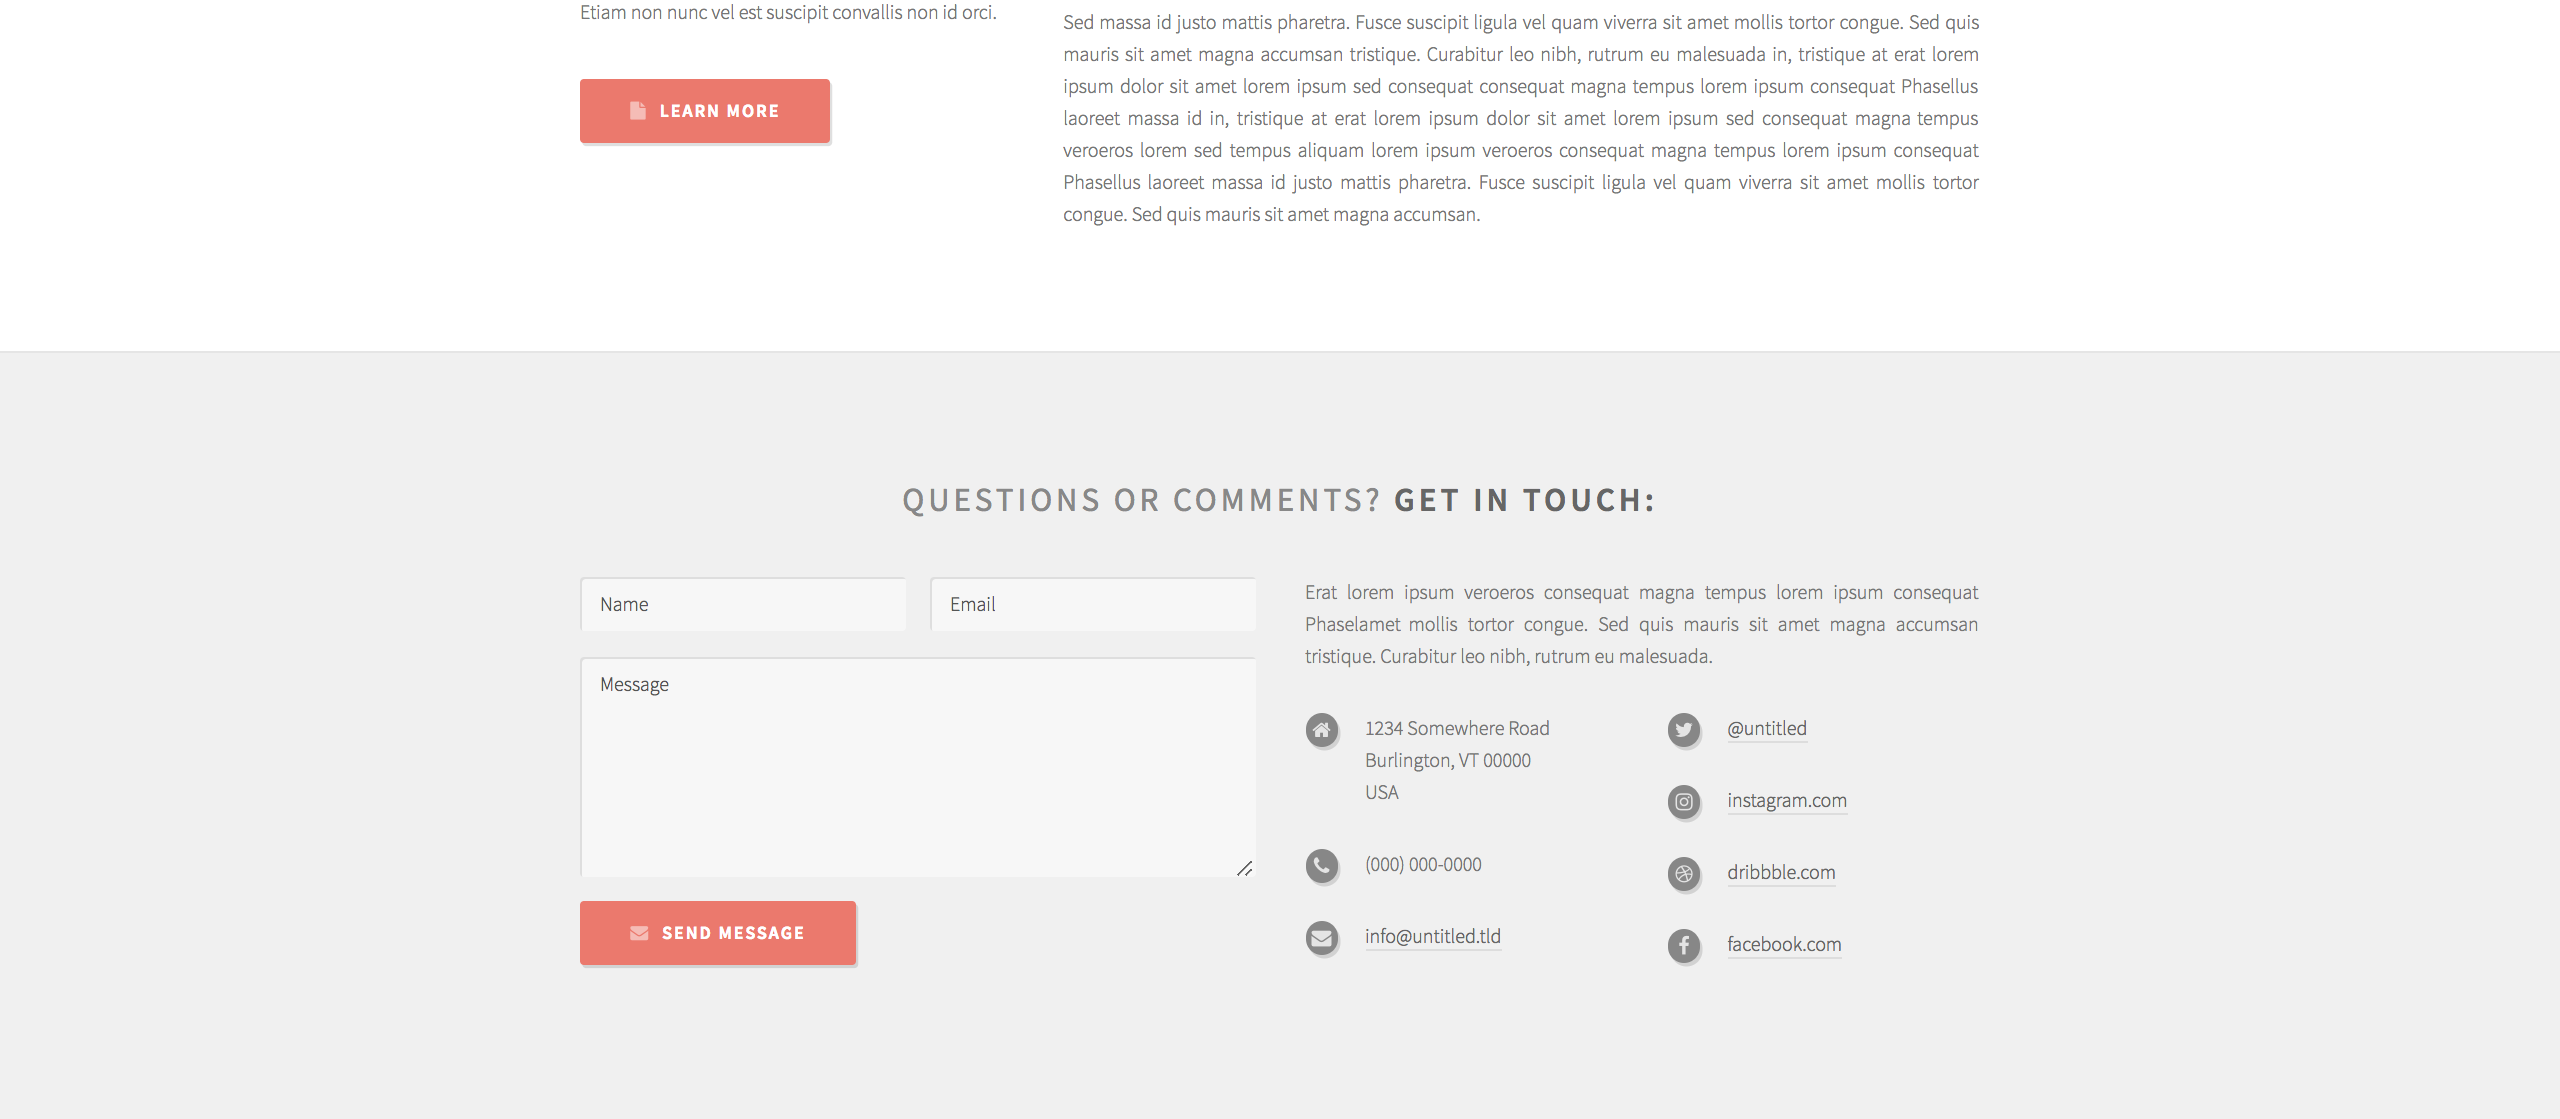 Etiam non nunc vel est suscipit convallis non id orci.
LEARN MORE
Sed massa id justo mattis pharetra. Fusce suscipit ligula vel quam viverra sit amet mollis tortor congue. Sed quis
mauris sit amet magna accumsan tristique. Curabitur leo nibh, rutrum eu malesuada in, tristique at erat lorem
ipsum dolor sit amet lorem ipsum sed consequat consequat magna tempus lorem ipsum consequat Phasellus
laoreet massa id in, tristique at erat lorem ipsum dolor sit amet lorem ipsum sed consequat magna tempus
veroeros lorem sed tempus aliquam lorem ipsum veroeros consequat magna tempus lorem ipsum consequat
Phasellus laoreet massa id justo mattis pharetra. Fusce suscipit ligula vel quam viverra sit amet mollis tortor
congue. Sed quis mauris sit amet magna accumsan.
QUESTIONS OR COMMENTS? GET IN TOUCH:
Name
Email
Message
SEND MESSAGE
Erat lorem ipsum veroeros consequat magna tempus lorem ipsum consequat
Phaselamet mollis tortor congue. Sed quis mauris sit amet magna accumsan
tristique. Curabitur leo nibh, rutrum eu malesuada.
1234 Somewhere Road
Burlington, VT 00000
USA
(000) 000-0000
info@untitled.tld
@untitled
instagram.com
dribbble.com
facebook.com